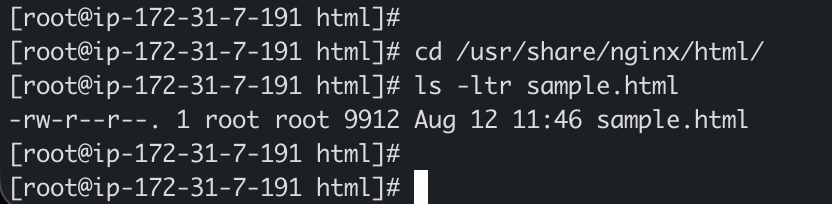 [root@ip-172-31-7-191 html]#
[root@ip-172-31-7-191 html]# cd /usr/share/nginx/html/
[root@ip-172-31-7-191 html]# ls -ltr sample.html
-rw-r--r--. 1 root root 9912 Aug 12 11:46 sample.html
[root@ip-172-31-7-191 html]#
[root@ip-172-31-7-191 html]#